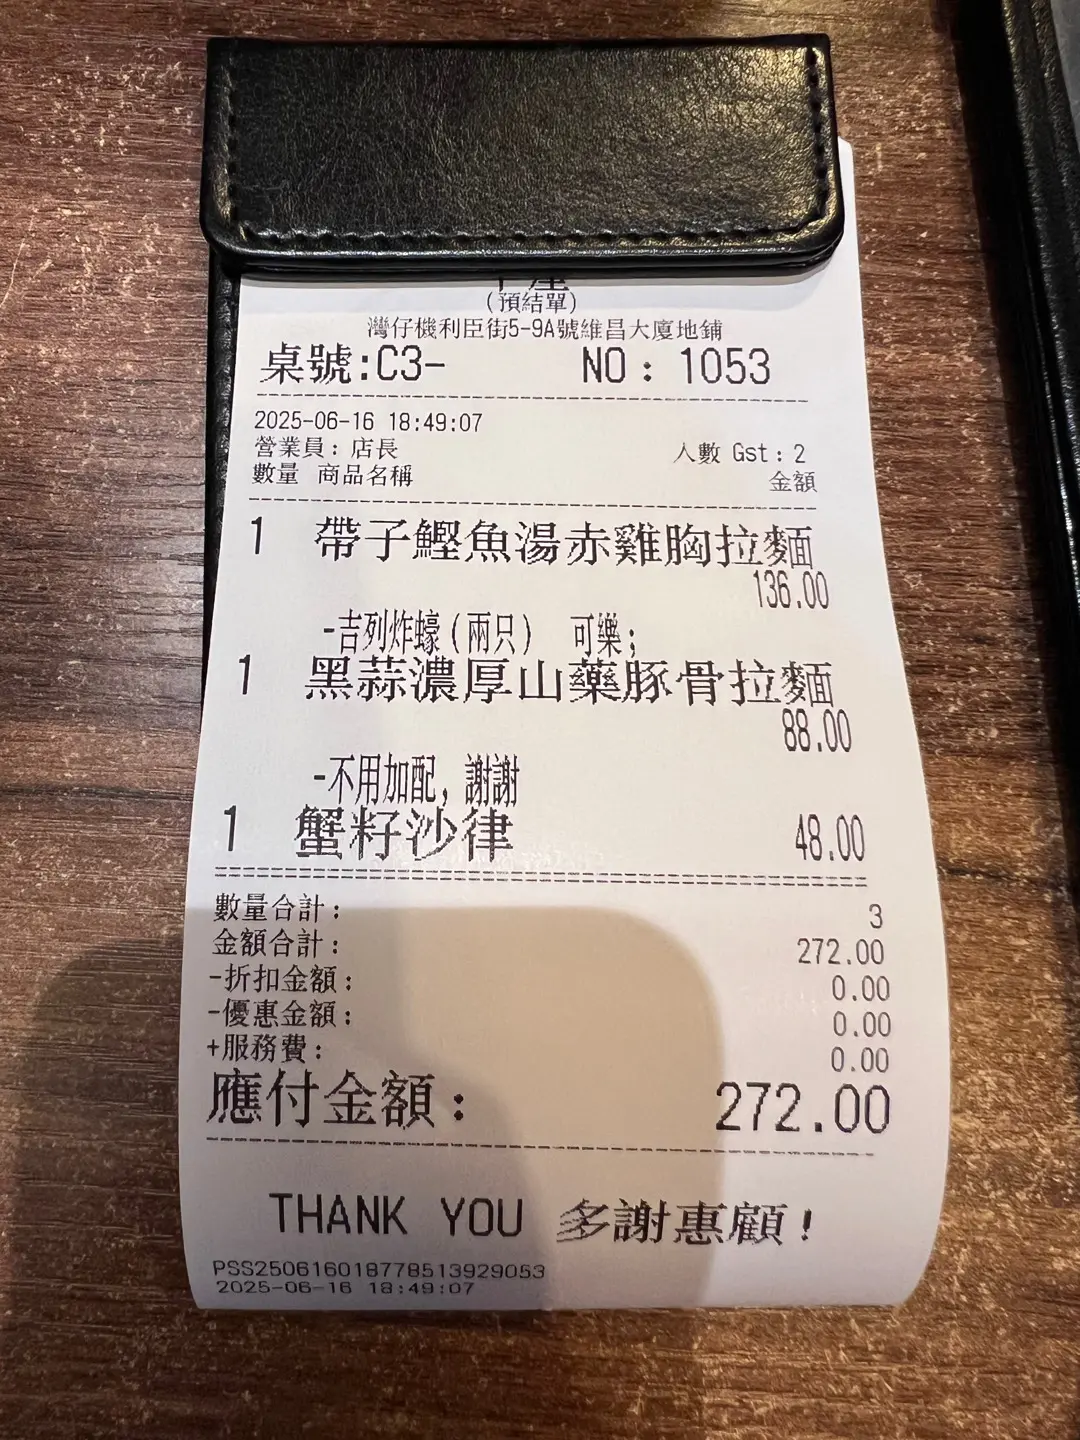 (預結單)
灣仔機利臣街5-9A號維昌大廈地鋪
桌號:C3- NO: 1053
2025-06-16 18:49:07
營業員: 店長 人數 Gst: 2
數量 商品名稱 金額
1 帶子鰹魚湯赤雞胸拉麵
136.00
-吉列炸蠔(兩只) 可樂;
1 黑蒜濃厚山藥豚骨拉麵
88.00
-不用加配, 謝謝
1 蟹籽沙律 48.00
數量合計: 3
金額合計: 272.00
-折扣金額: 0.00
-優惠金額: 0.00
+服務費: 0.00
應付金額: 272.00
THANK YOU 多謝惠顧!
PSS250616018778513929053
2025-06-16 18:49:07